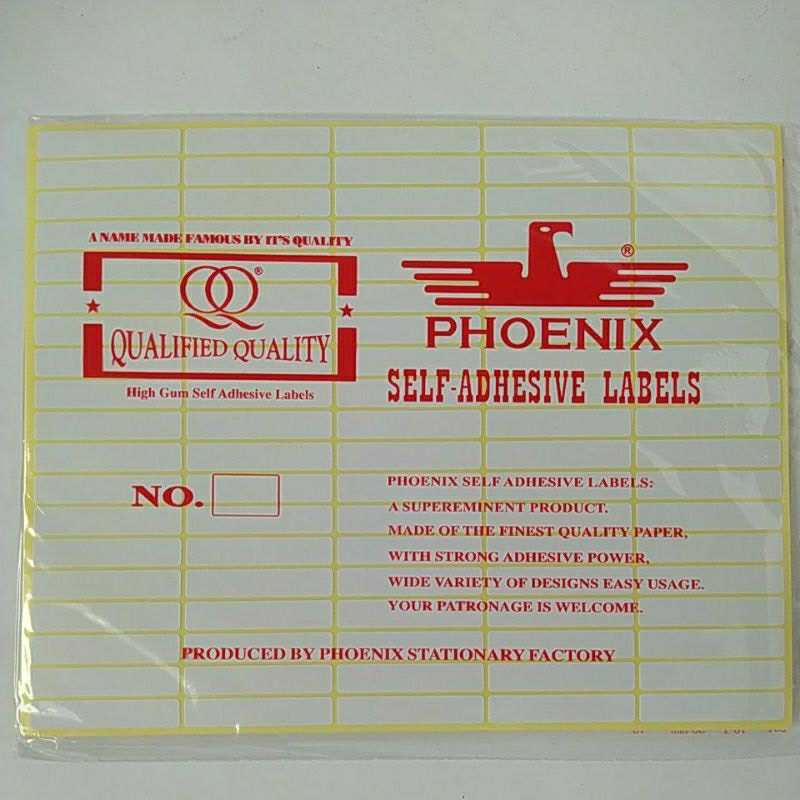 A NAME MADE FAMOUS BY IT'S QUALITY
QQ®
QUALIFIED QUALITY
High Gum Self Adhesive Labels
®
PHOENIX
SELF-ADHESIVE LABELS
NO.
PHOENIX SELF ADHESIVE LABELS:
A SUPEREMINENT PRODUCT.
MADE OF THE FINEST QUALITY PAPER,
WITH STRONG ADHESIVE POWER,
WIDE VARIETY OF DESIGNS EASY USAGE.
YOUR PATRONAGE IS WELCOME.
PRODUCED BY PHOENIX STATIONARY FACTORY